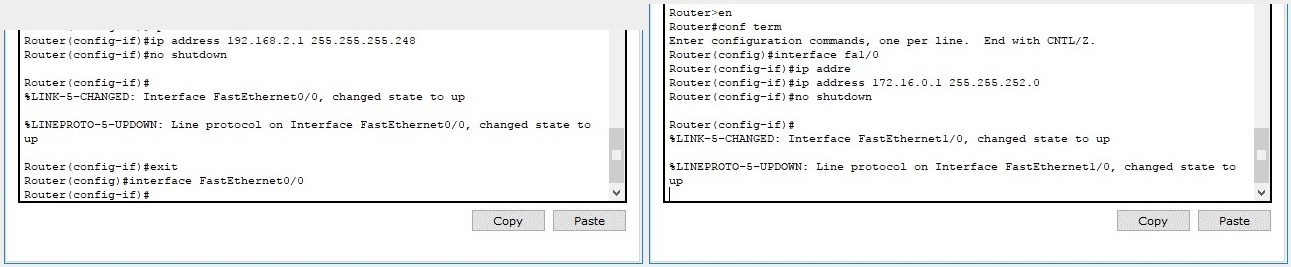 Router(config-if)#ip address 192.168.2.1 255.255.255.248
Router(config-if)#no shutdown
Router(config-if)#
%LINK-5-CHANGED: Interface FastEthernet0/0, changed state to up
%LINEPROTO-5-UPDOWN: Line protocol on Interface FastEthernet0/0, changed state to
up
Router(config-if)#exit
Router(config)#interface FastEthernet0/0
Router(config-if)#
Copy
Paste
Router>en
Router#conf term
Enter configuration commands, one per line.  End with CNTL/Z.
Router(config)#interface fa1/0
Router(config-if)#ip addre
Router(config-if)#ip address 172.16.0.1 255.255.252.0
Router(config-if)#no shutdown
Router(config-if)#
%LINK-5-CHANGED: Interface FastEthernet1/0, changed state to up
%LINEPROTO-5-UPDOWN: Line protocol on Interface FastEthernet1/0, changed state to
up
Copy
Paste